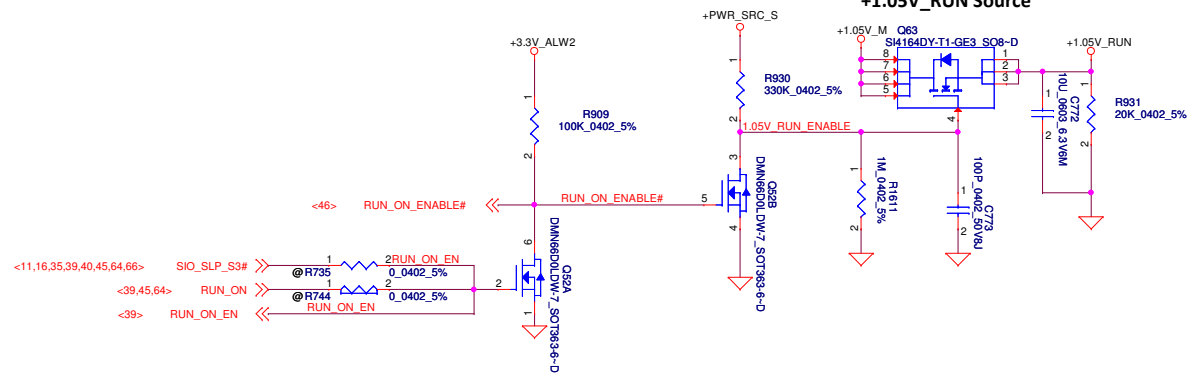 +1.05V_RUN Source
+PWR_SRC_S
+3.3V_ALW2
+1.05V_M
Q63
SI4164DY-T1-GE3_SO8~D
+1.05V_RUN
8
7
6
5
1
2
3
4
1
R930
330K_0402_5%
2
1
R909
100K_0402_5%
2
1
C772
10U_0603_6.3V6M
2
1
R931
20K_0402_5%
2
1.05V_RUN_ENABLE
3
Q52B
DMN66D0LDW-7_SOT363-6~D
5
4
1
R1611
1M_0402_5%
2
1
C773
100P_0402_50V8J
2
<46> RUN_ON_ENABLE#
RUN_ON_ENABLE#
6
Q52A
DMN66D0LDW-7_SOT363-6~D
2
1
<11,16,35,39,40,45,64,66> SIO_SLP_S3#
1
2
RUN_ON_EN
@R735
0_0402_5%
<39,45,64> RUN_ON
1
2
@R744
0_0402_5%
RUN_ON_EN
<39> RUN_ON_EN